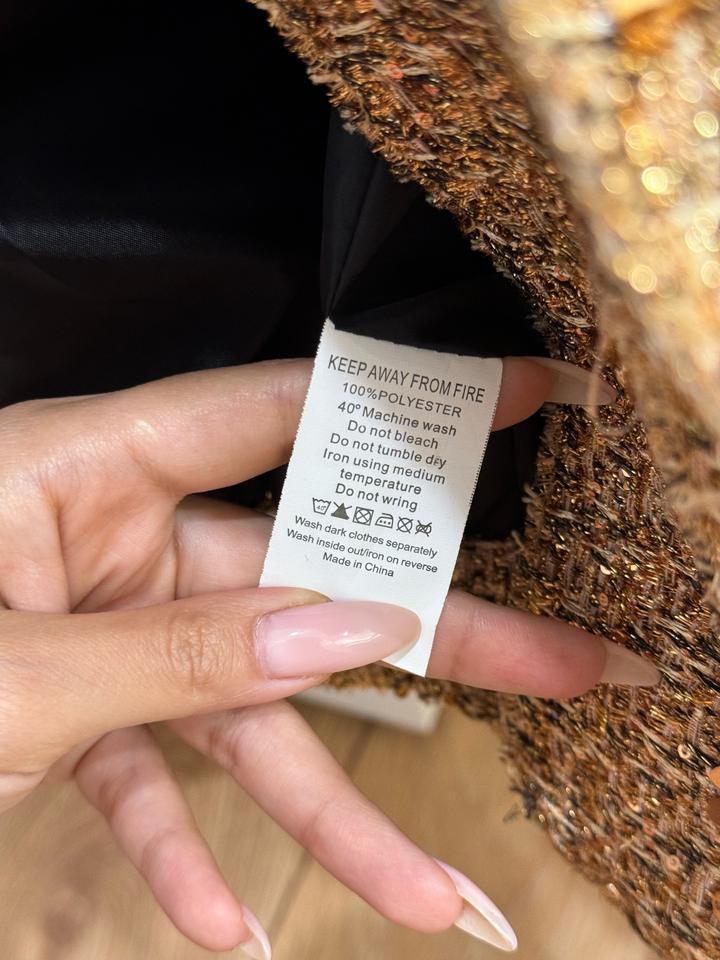 KEEP AWAY FROM FIRE
100%POLYESTER
40° Machine wash
Do not bleach
Do not tumble dry
Iron using medium
temperature
Do not wring
40°
Wash dark clothes separately
Wash inside out/iron on reverse
Made in China